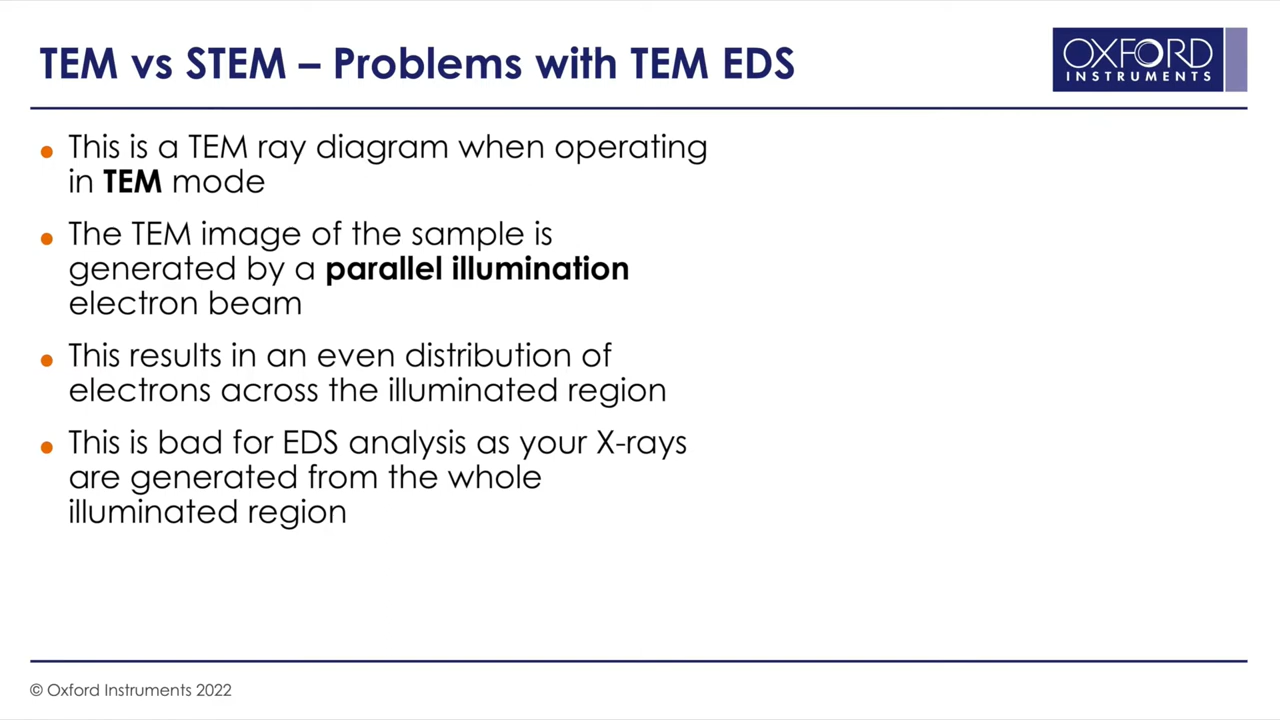 TEM vs STEM – Problems with TEM EDS
OXFORD
INSTRUMENTS
This is a TEM ray diagram when operating
in TEM mode
The TEM image of the sample is
generated by a parallel illumination
electron beam
This results in an even distribution of
electrons across the illuminated region
This is bad for EDS analysis as your X-rays
are generated from the whole
illuminated region
© Oxford Instruments 2022